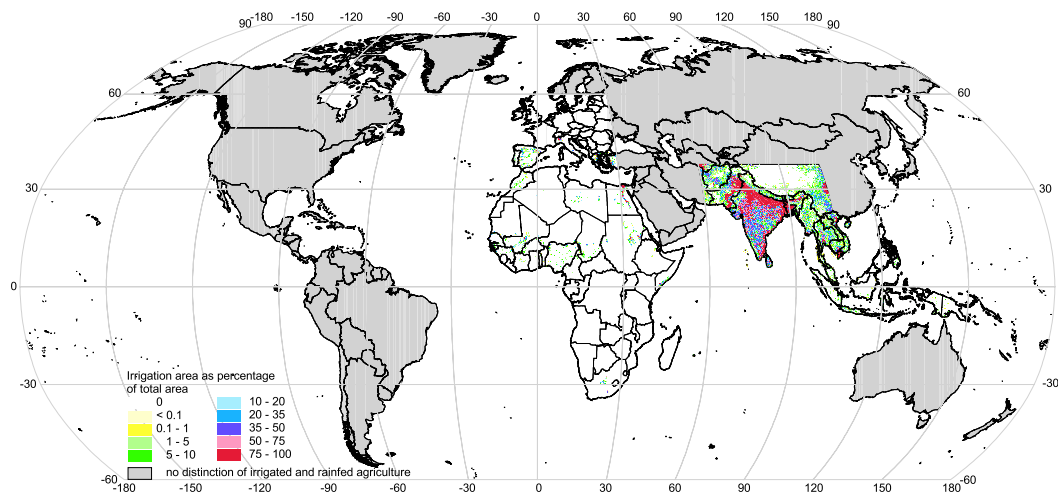 90 -180 -150 -120 -90 -60 -30 0 30 60 90 120 150 180 90
60 60
30 30
0 0
-30 -30
Irrigation area as percentage
of total area
0 10 - 20
< 0.1 20 - 35
0.1 - 1 35 - 50
1 - 5 50 - 75
5 - 10 75 - 100
no distinction of irrigated and rainfed agriculture
-60 -60
-180 -150 -120 -90 -60 -30 0 30 60 90 120 150 180